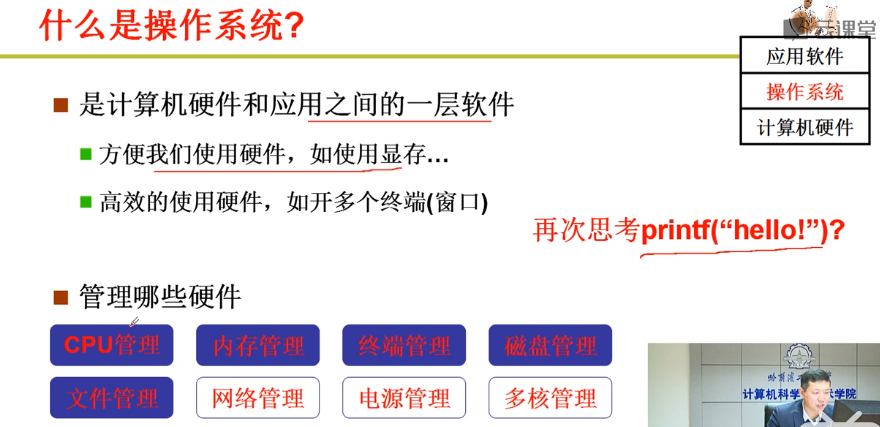 什么是操作系统?
云课堂
应用软件
操作系统
计算机硬件
是计算机硬件和应用之间的一层软件
方便我们使用硬件，如使用显存...
高效的使用硬件，如开多个终端(窗口)
再次思考printf(“hello!”)?
管理哪些硬件
CPU管理 内存管理 终端管理 磁盘管理
文件管理 网络管理 电源管理 多核管理
计算机科学 学院